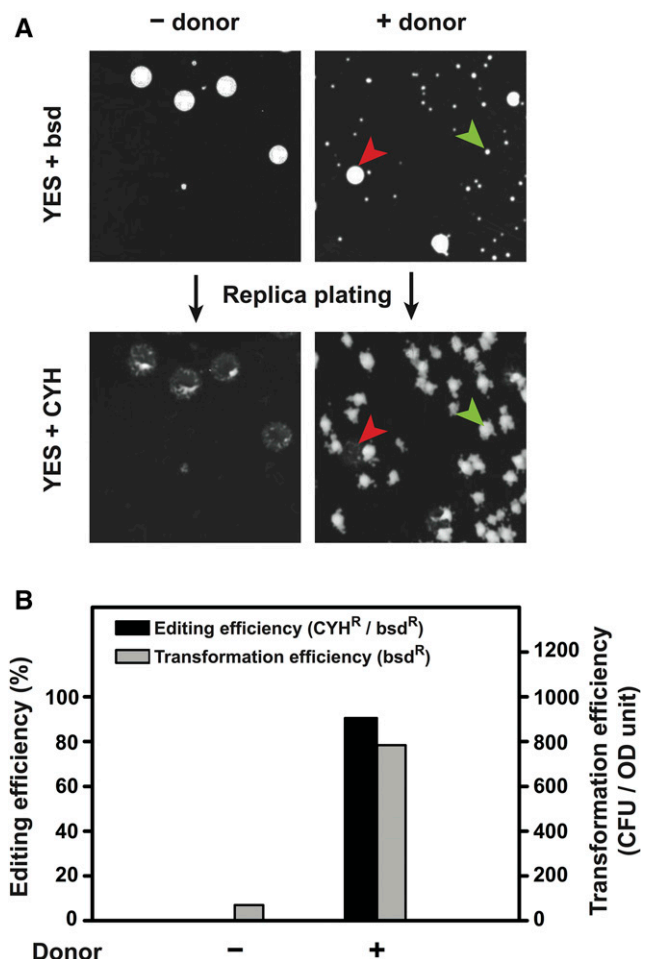 A
− donor
+ donor
YES + bsd
Replica plating
YES + CYH
B
Editing efficiency (CYHᴿ / bsdᴿ)
Transformation efficiency (bsdᴿ)
Editing efficiency (%)
100
80
60
40
20
0
1200
1000
800
600
400
200
0
Transformation efficiency
(CFU / OD unit)
Donor − +